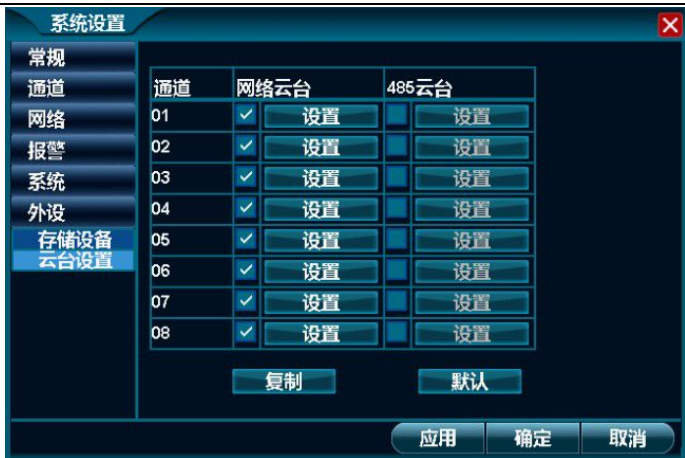 系统设置
常规
通道
网络
报警
系统
外设
存储设备
云台设置
通道 网络云台 485云台
01 设置 设置
02 设置 设置
03 设置 设置
04 设置 设置
05 设置 设置
06 设置 设置
07 设置 设置
08 设置 设置
复制 默认
应用 确定 取消